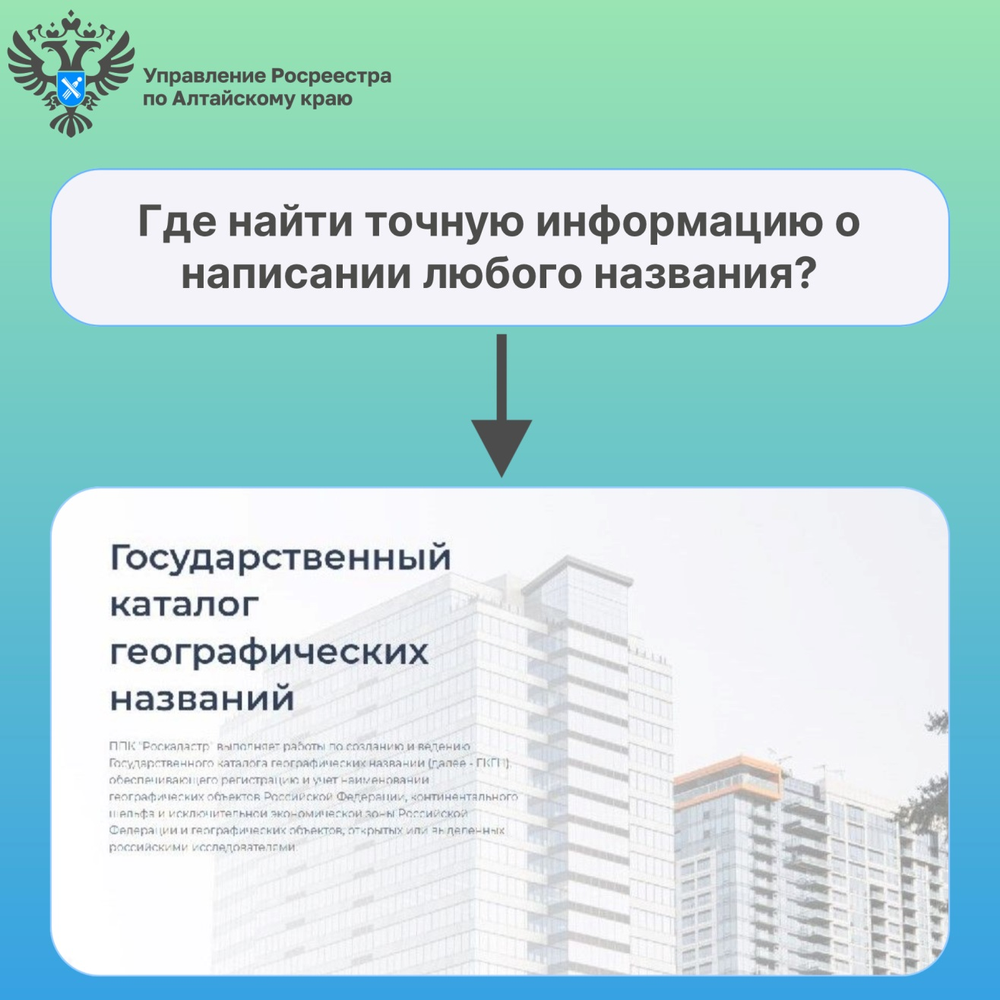 Управление Росреестра
по Алтайскому краю
Где найти точную информацию о
написании любого названия?
Государственный
каталог
географических
названий
ППК "Роскадастр" выполняет работы по созданию и ведению
Государственного каталога географических названий (далее - ГКГН),
обеспечивающего регистрацию и учет наименований
географических объектов Российской Федерации, континентального
шельфа и исключительной экономической зоны Российской
Федерации и географических объектов, открытых или выделенных
российскими исследователями.